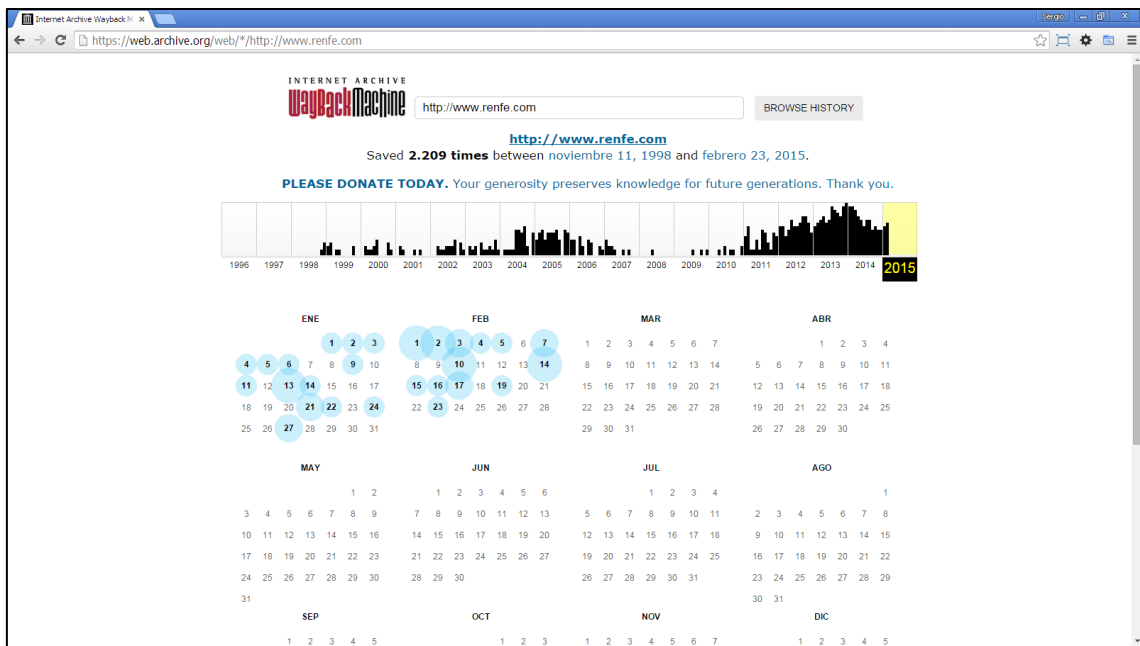 Internet Archive Wayback M
Sergio
https://web.archive.org/web/*/http://www.renfe.com
INTERNET ARCHIVE
WayBackMachine
http://www.renfe.com
BROWSE HISTORY
http://www.renfe.com
Saved 2.209 times between noviembre 11, 1998 and febrero 23, 2015.
PLEASE DONATE TODAY. Your generosity preserves knowledge for future generations. Thank you.
1996 1997 1998 1999 2000 2001 2002 2003 2004 2005 2006 2007 2008 2009 2010 2011 2012 2013 2014 2015
ENE FEB MAR ABR
1 2 3 1 2 3 4 5 6 7 1 2 3 4 5 6 7 1 2 3 4
4 5 6 7 8 9 10 8 9 10 11 12 13 14 8 9 10 11 12 13 14 5 6 7 8 9 10 11
11 12 13 14 15 16 17 15 16 17 18 19 20 21 15 16 17 18 19 20 21 12 13 14 15 16 17 18
18 19 20 21 22 23 24 22 23 24 25 26 27 28 22 23 24 25 26 27 28 19 20 21 22 23 24 25
25 26 27 28 29 30 31 29 30 31 26 27 28 29 30
MAY JUN JUL AGO
1 2 1 2 3 4 5 6 1 2 3 4 1
3 4 5 6 7 8 9 7 8 9 10 11 12 13 5 6 7 8 9 10 11 2 3 4 5 6 7 8
10 11 12 13 14 15 16 14 15 16 17 18 19 20 12 13 14 15 16 17 18 9 10 11 12 13 14 15
17 18 19 20 21 22 23 21 22 23 24 25 26 27 19 20 21 22 23 24 25 16 17 18 19 20 21 22
24 25 26 27 28 29 30 28 29 30 26 27 28 29 30 31 23 24 25 26 27 28 29
31 30 31
SEP OCT NOV DIC
1 2 3 4 5 1 2 3 1 2 3 4 5 6 7 1 2 3 4 5